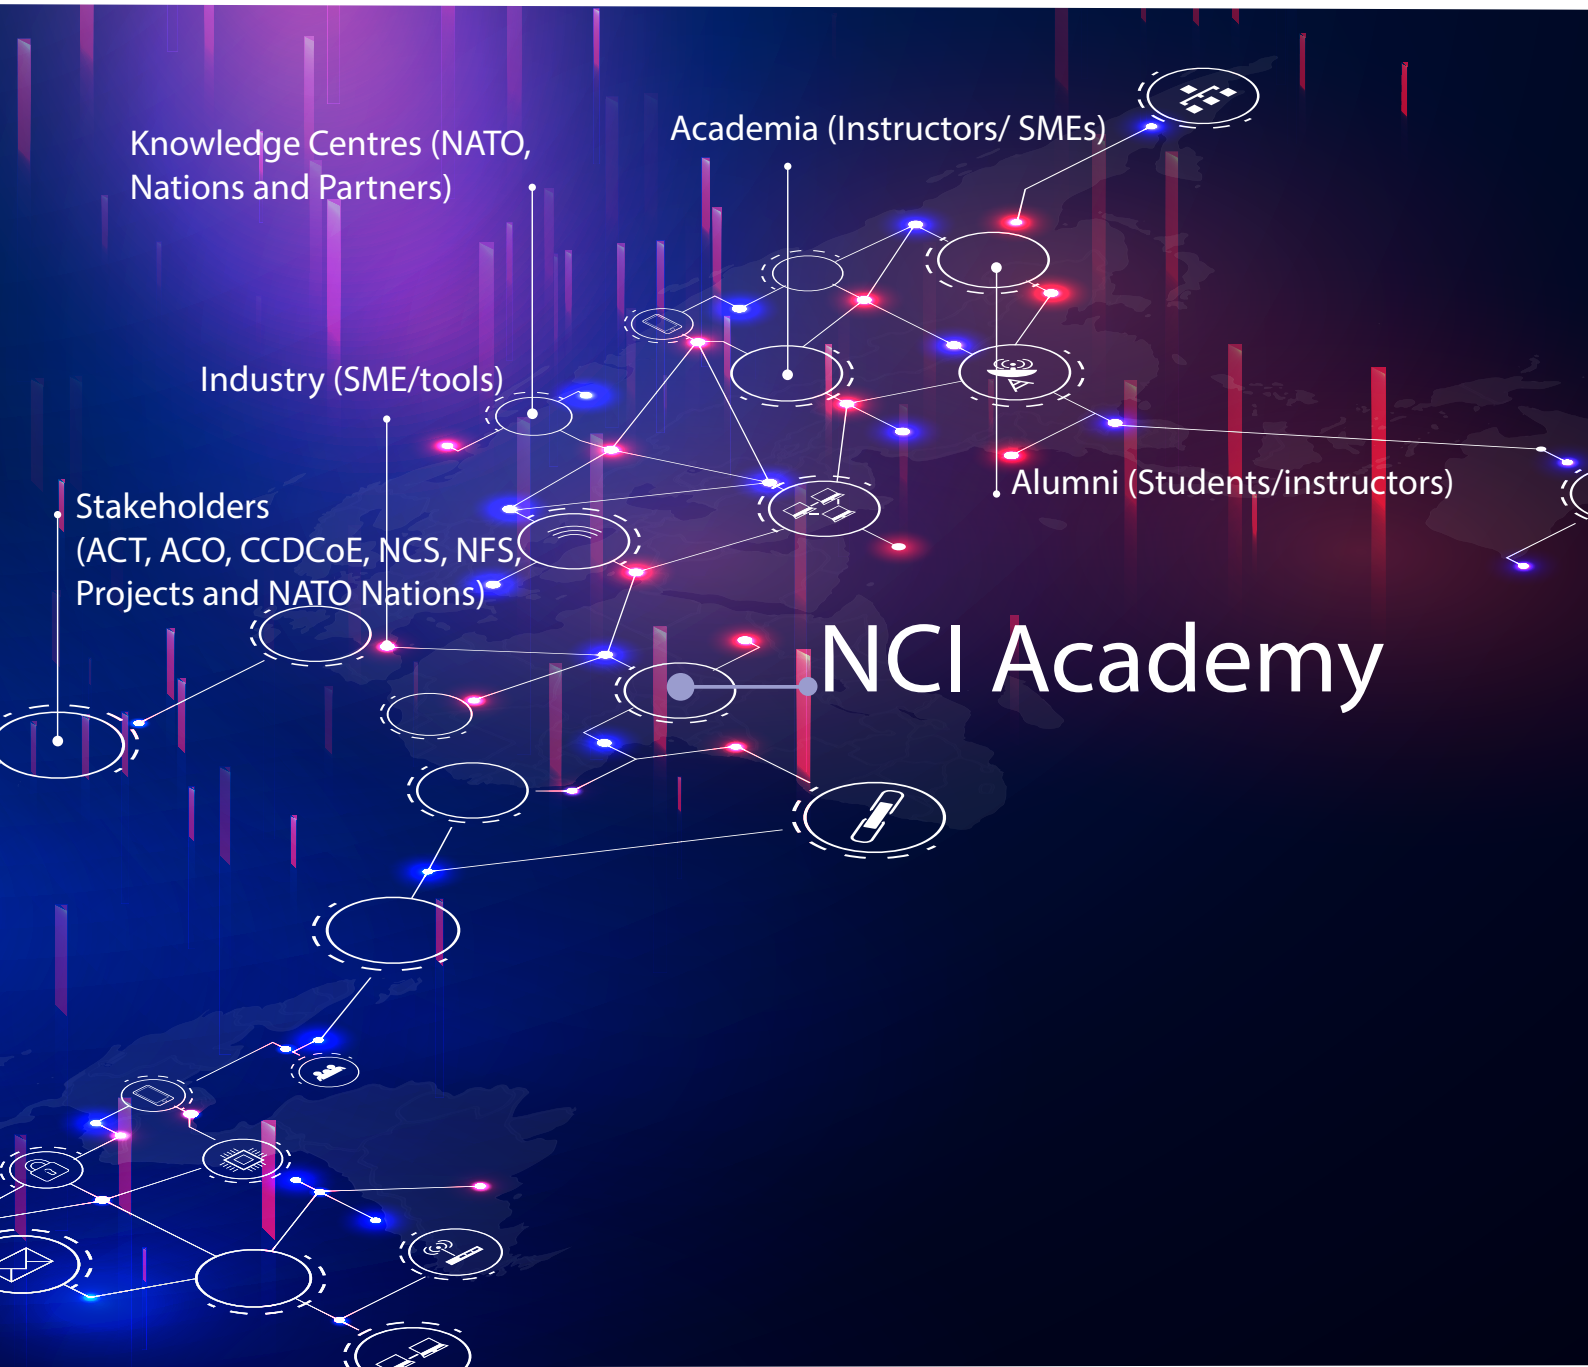 Knowledge Centres (NATO,
Nations and Partners)
Academia (Instructors/ SMEs)
Industry (SME/tools)
Stakeholders
(ACT, ACO, CCDCoE, NCS, NFS,
Projects and NATO Nations)
Alumni (Students/instructors)
NCI Academy